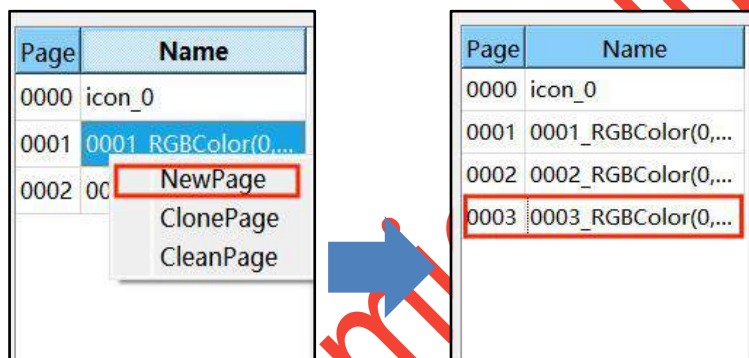 Page Name
0000 icon_0
0001 0001_RGBColor(0,...
0002 00
NewPage
ClonePage
CleanPage
Page Name
0000 icon_0
0001 0001_RGBColor(0,...
0002 0002_RGBColor(0,...
0003 0003_RGBColor(0,...